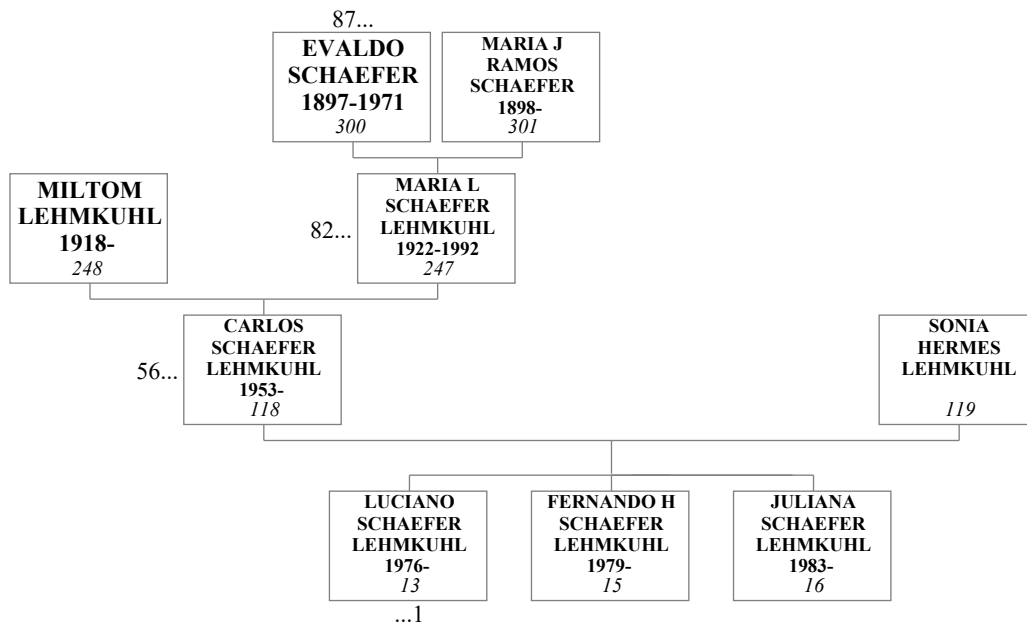 87...
EVALDO
SCHAEFER
1897-1971
300
MARIA J
RAMOS
SCHAEFER
1898-
301
MILTOM
LEHMKUHL
1918-
248
82...
MARIA L
SCHAEFER
LEHMKUHL
1922-1992
247
56...
CARLOS
SCHAEFER
LEHMKUHL
1953-
118
SONIA
HERMES
LEHMKUHL
119
LUCIANO
SCHAEFER
LEHMKUHL
1976-
13
...1
FERNANDO H
SCHAEFER
LEHMKUHL
1979-
15
JULIANA
SCHAEFER
LEHMKUHL
1983-
16